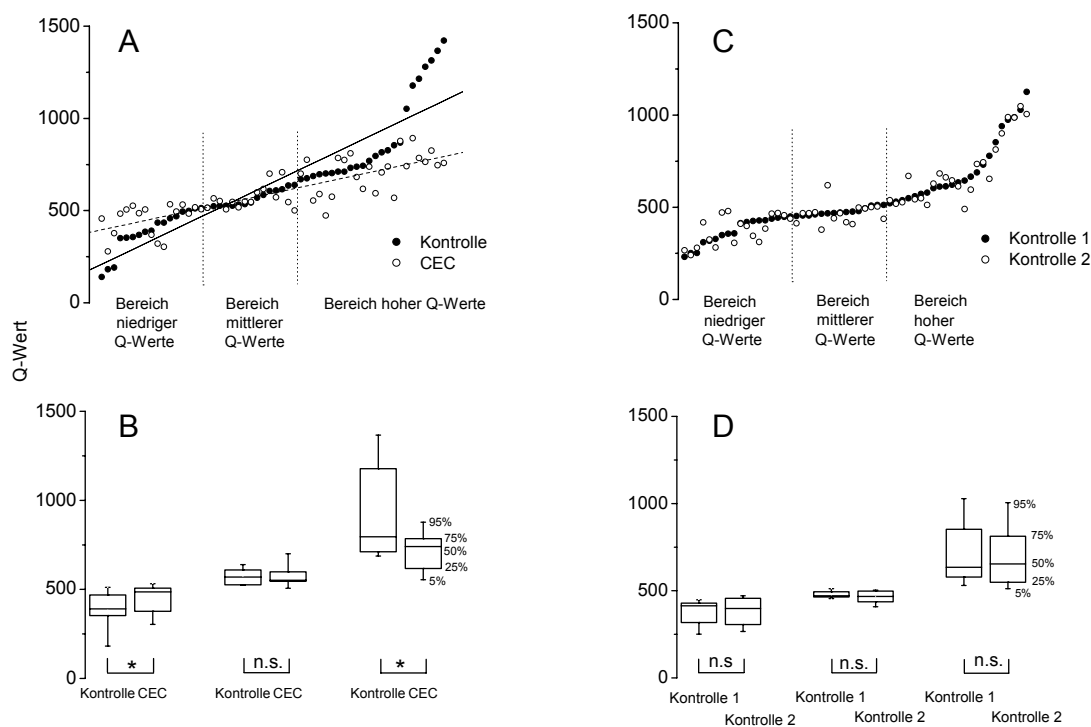 A
1500
1000
500
0
Kontrolle
CEC
Bereich
niedriger
Q-Werte
Bereich
mittlerer
Q-Werte
Bereich hoher Q-Werte
C
1500
1000
500
0
Kontrolle 1
Kontrolle 2
Bereich
niedriger
Q-Werte
Bereich
mittlerer
Q-Werte
Bereich
hoher
Q-Werte
Q-Wert
B
1500
1000
500
0
95%
75%
50%
25%
5%
*
n.s.
*
Kontrolle CEC
Kontrolle CEC
Kontrolle CEC
D
1500
1000
500
0
95%
75%
50%
25%
5%
n.s
n.s.
n.s.
Kontrolle 1
Kontrolle 2
Kontrolle 1
Kontrolle 2
Kontrolle 1
Kontrolle 2